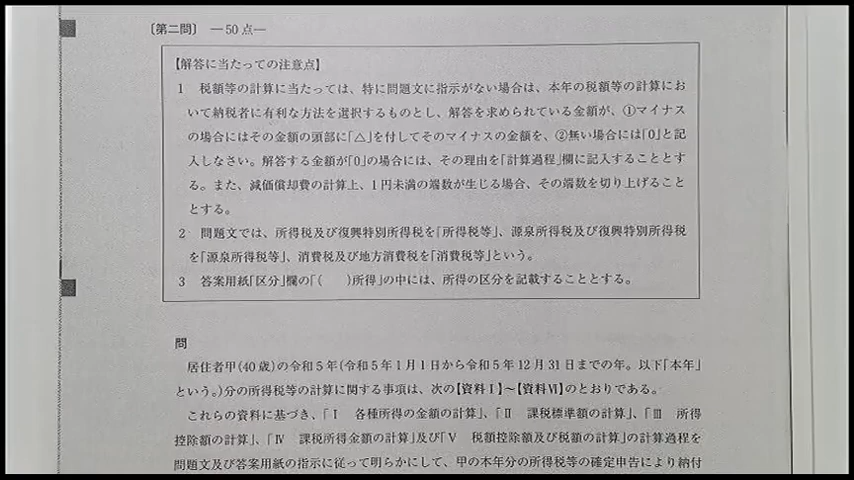 〔第二問〕 ―50点―
【解答に当たっての注意点】
1 税額等の計算に当たっては、特に問題文に指示がない場合は、本年の税額等の計算にお
いて納税者に有利な方法を選択するものとし、解答を求められている金額が、①マイナス
の場合にはその金額の頭部に「△」を付してそのマイナスの金額を、②無い場合には「0」と記
入しなさい。解答する金額が「0」の場合には、その理由を「計算過程」欄に記入することとす
る。また、減価償却費の計算上、1円未満の端数が生じる場合、その端数を切り上げること
とする。
2 問題文では、所得税及び復興特別所得税を「所得税等」、源泉所得税及び復興特別所得税
を「源泉所得税等」、消費税及び地方消費税を「消費税等」という。
3 答案用紙「区分」欄の「( )所得」の中には、所得の区分を記載することとする。
問
居住者甲(40歳)の令和5年(令和5年1月1日から令和5年12月31日までの年。以下「本年」
という。)分の所得税等の計算に関する事項は、次の【資料Ⅰ】~【資料Ⅵ】のとおりである。
これらの資料に基づき、「Ⅰ 各種所得の金額の計算」、「Ⅱ 課税標準額の計算」、「Ⅲ 所得
控除額の計算」、「Ⅳ 課税所得金額の計算」及び「Ⅴ 税額控除額及び税額の計算」の計算過程を
問題文及び答案用紙の指示に従って明らかにして、甲の本年分の所得税等の確定申告により納付